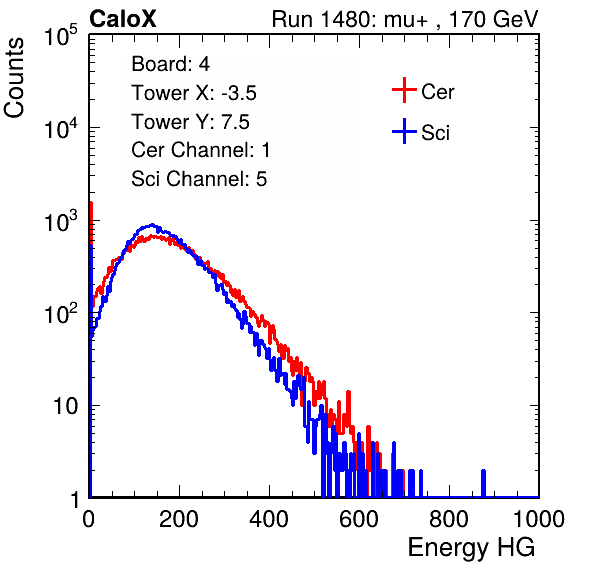 CaloX Run 1480: mu+ , 170 GeV
Counts
Board: 4
Tower X: -3.5
Tower Y: 7.5
Cer Channel: 1
Sci Channel: 5
Cer
Sci
10^5
10^4
10^3
10^2
10
1
0 200 400 600 800 1000
Energy HG